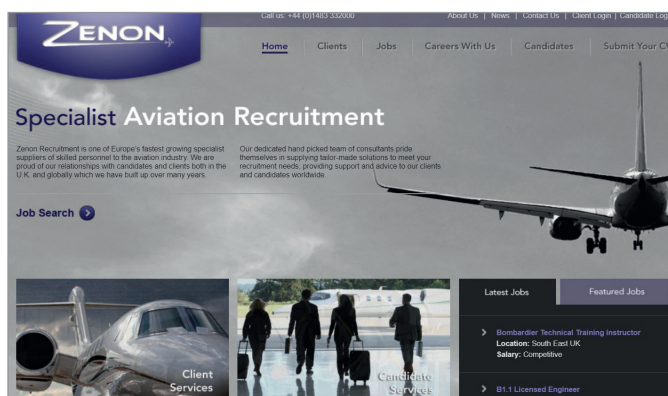 Call us: +44 (0)1483 332000
About Us | News | Contact Us | Client Login | Candidate Log
ZENON
Home
Clients
Jobs
Careers With Us
Candidates
Submit Your CV
Specialist Aviation Recruitment
Zenon Recruitment is one of Europe's fastest growing specialist
suppliers of skilled personnel to the aviation industry. We are
proud of our relationships with candidates and clients both in the
U.K. and globally which we have built up over many years.
Our dedicated hand picked team of consultants pride
themselves in supplying tailor-made solutions to meet your
recruitment needs, providing support and advice to our clients
and candidates worldwide.
Job Search
Client
Services
Candidate
Services
Latest Jobs
Featured Jobs
Bombardier Technical Training Instructor
Location: South East UK
Salary: Competitive
B1.1 Licensed Engineer